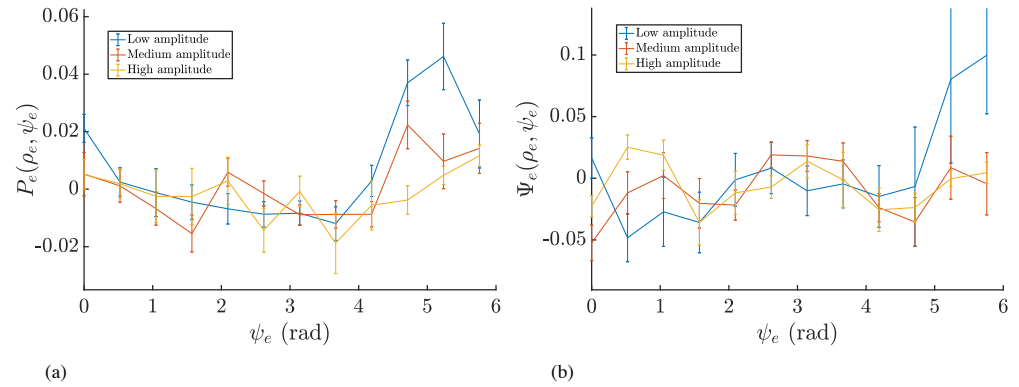 0.06
0.04
0.02
0
-0.02
P_e(ρ_e, ψ_e)
Low amplitude
Medium amplitude
High amplitude
0 1 2 3 4 5 6
ψ_e (rad)
(a)
0.1
0.05
0
-0.05
Ψ_e(ρ_e, ψ_e)
Low amplitude
Medium amplitude
High amplitude
0 1 2 3 4 5 6
ψ_e (rad)
(b)